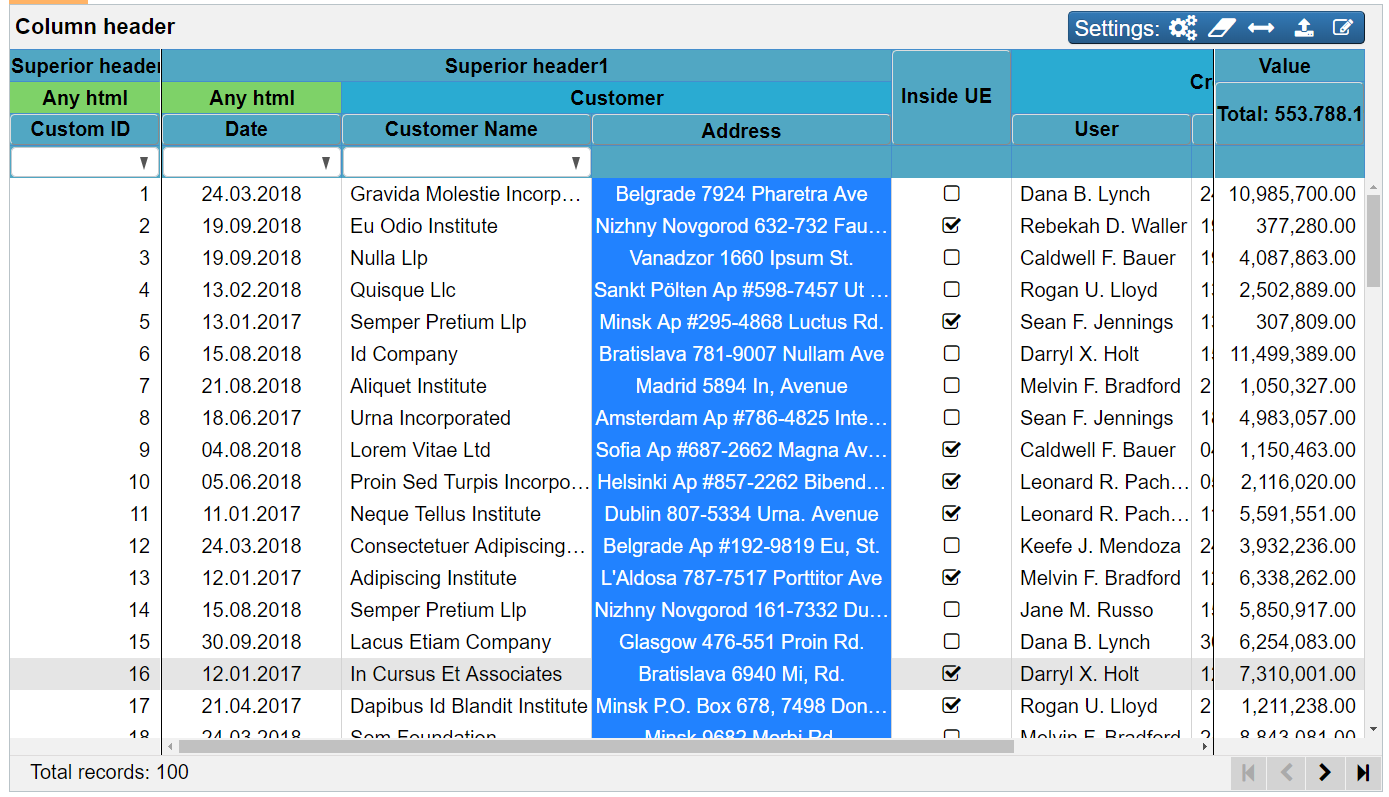 Column header Settings:
Superior header Superior header1 Value
Any html Any html Customer Inside UE Cr Total: 553.788.1
Custom ID Date Customer Name Address User
1 24.03.2018 Gravida Molestie Incorp… Belgrade 7924 Pharetra Ave Dana B. Lynch 10,985,700.00
2 19.09.2018 Eu Odio Institute Nizhny Novgorod 632-732 Fau… Rebekah D. Waller 377,280.00
3 19.09.2018 Nulla Llp Vanadzor 1660 Ipsum St. Caldwell F. Bauer 4,087,863.00
4 13.02.2018 Quisque Llc Sankt Pölten Ap #598-7457 Ut … Rogan U. Lloyd 2,502,889.00
5 13.01.2017 Semper Pretium Llp Minsk Ap #295-4868 Luctus Rd. Sean F. Jennings 307,809.00
6 15.08.2018 Id Company Bratislava 781-9007 Nullam Ave Darryl X. Holt 11,499,389.00
7 21.08.2018 Aliquet Institute Madrid 5894 In, Avenue Melvin F. Bradford 2 1,050,327.00
8 18.06.2017 Urna Incorporated Amsterdam Ap #786-4825 Inte… Sean F. Jennings 4,983,057.00
9 04.08.2018 Lorem Vitae Ltd Sofia Ap #687-2662 Magna Av… Caldwell F. Bauer 1,150,463.00
10 05.06.2018 Proin Sed Turpis Incorpo… Helsinki Ap #857-2262 Bibend… Leonard R. Pach… 2,116,020.00
11 11.01.2017 Neque Tellus Institute Dublin 807-5334 Urna. Avenue Leonard R. Pach… 5,591,551.00
12 24.03.2018 Consectetuer Adipiscing… Belgrade Ap #192-9819 Eu, St. Keefe J. Mendoza 3,932,236.00
13 12.01.2017 Adipiscing Institute L'Aldosa 787-7517 Porttitor Ave Melvin F. Bradford 6,338,262.00
14 15.08.2018 Semper Pretium Llp Nizhny Novgorod 161-7332 Du… Jane M. Russo 5,850,917.00
15 30.09.2018 Lacus Etiam Company Glasgow 476-551 Proin Rd. Dana B. Lynch 6,254,083.00
16 12.01.2017 In Cursus Et Associates Bratislava 6940 Mi, Rd. Darryl X. Holt 7,310,001.00
17 21.04.2017 Dapibus Id Blandit Institute Minsk P.O. Box 678, 7498 Don… Rogan U. Lloyd 2 1,211,238.00
18 24.03.2018 Sem Foundation Minsk 9682 Morbi Rd. Melvin F. Bradford 2 8,843,081.00
Total records: 100